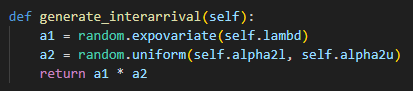 def generate_interarrival(self):
    a1 = random.expovariate(self.lambd)
    a2 = random.uniform(self.alpha2l, self.alpha2u)
    return a1 * a2